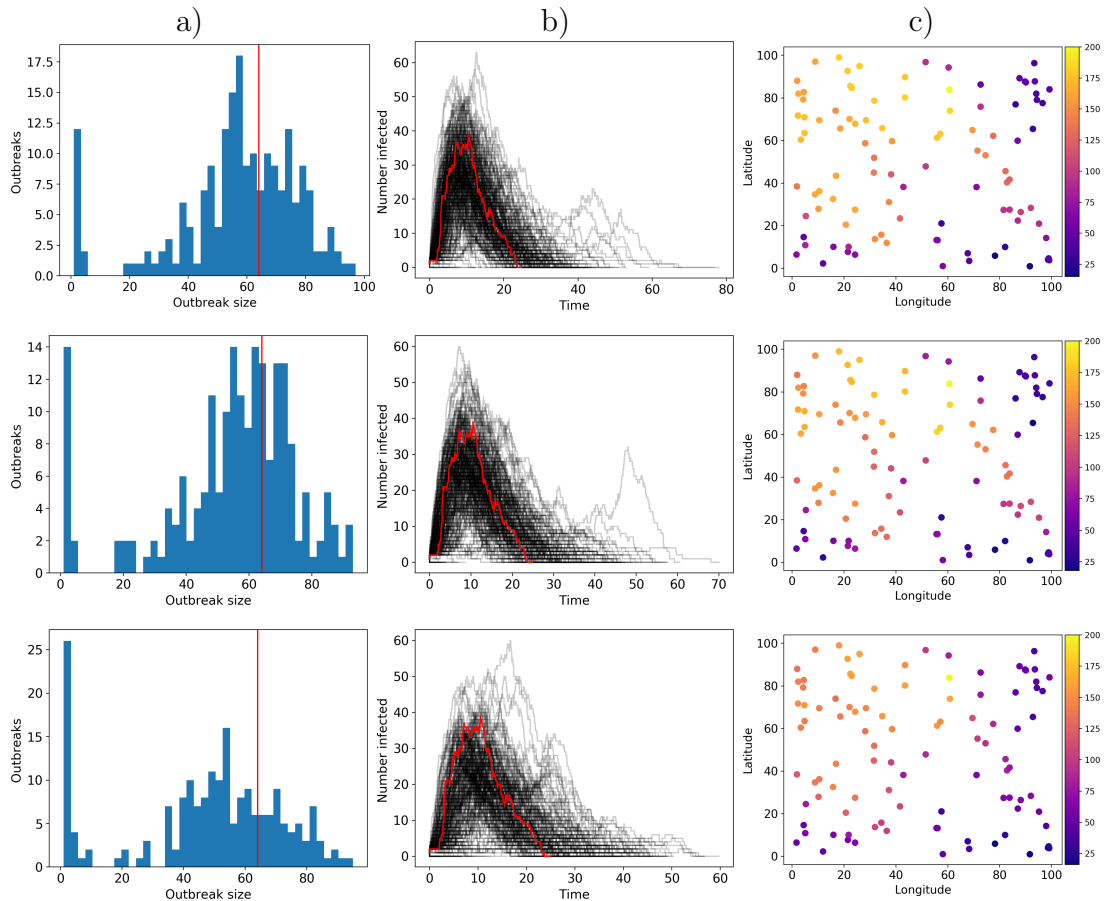 a)
b)
c)
17.5
15.0
12.5
10.0
7.5
5.0
2.5
0.0
Outbreaks
0 20 40 60 80 100
Outbreak size
60
50
40
30
20
10
0
Number infected
0 20 40 60 80
Time
100
80
60
40
20
0
Latitude
0 20 40 60 80 100
Longitude
200
175
150
125
100
75
50
25
14
12
10
8
6
4
2
0
Outbreaks
0 20 40 60 80
Outbreak size
60
50
40
30
20
10
0
Number infected
0 10 20 30 40 50 60 70
Time
100
80
60
40
20
0
Latitude
0 20 40 60 80 100
Longitude
200
175
150
125
100
75
50
25
25
20
15
10
5
0
Outbreaks
0 20 40 60 80
Outbreak size
60
50
40
30
20
10
0
Number infected
0 10 20 30 40 50 60
Time
100
80
60
40
20
0
Latitude
0 20 40 60 80 100
Longitude
200
175
150
125
100
75
50
25